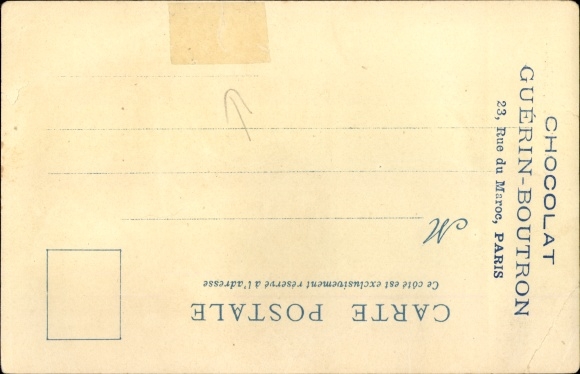 CARTE POSTALE
Ce côté est exclusivement réservé à l'adresse
M
CHOCOLAT
GUÉRIN-BOUTRON
23, Rue du Maroc, PARIS